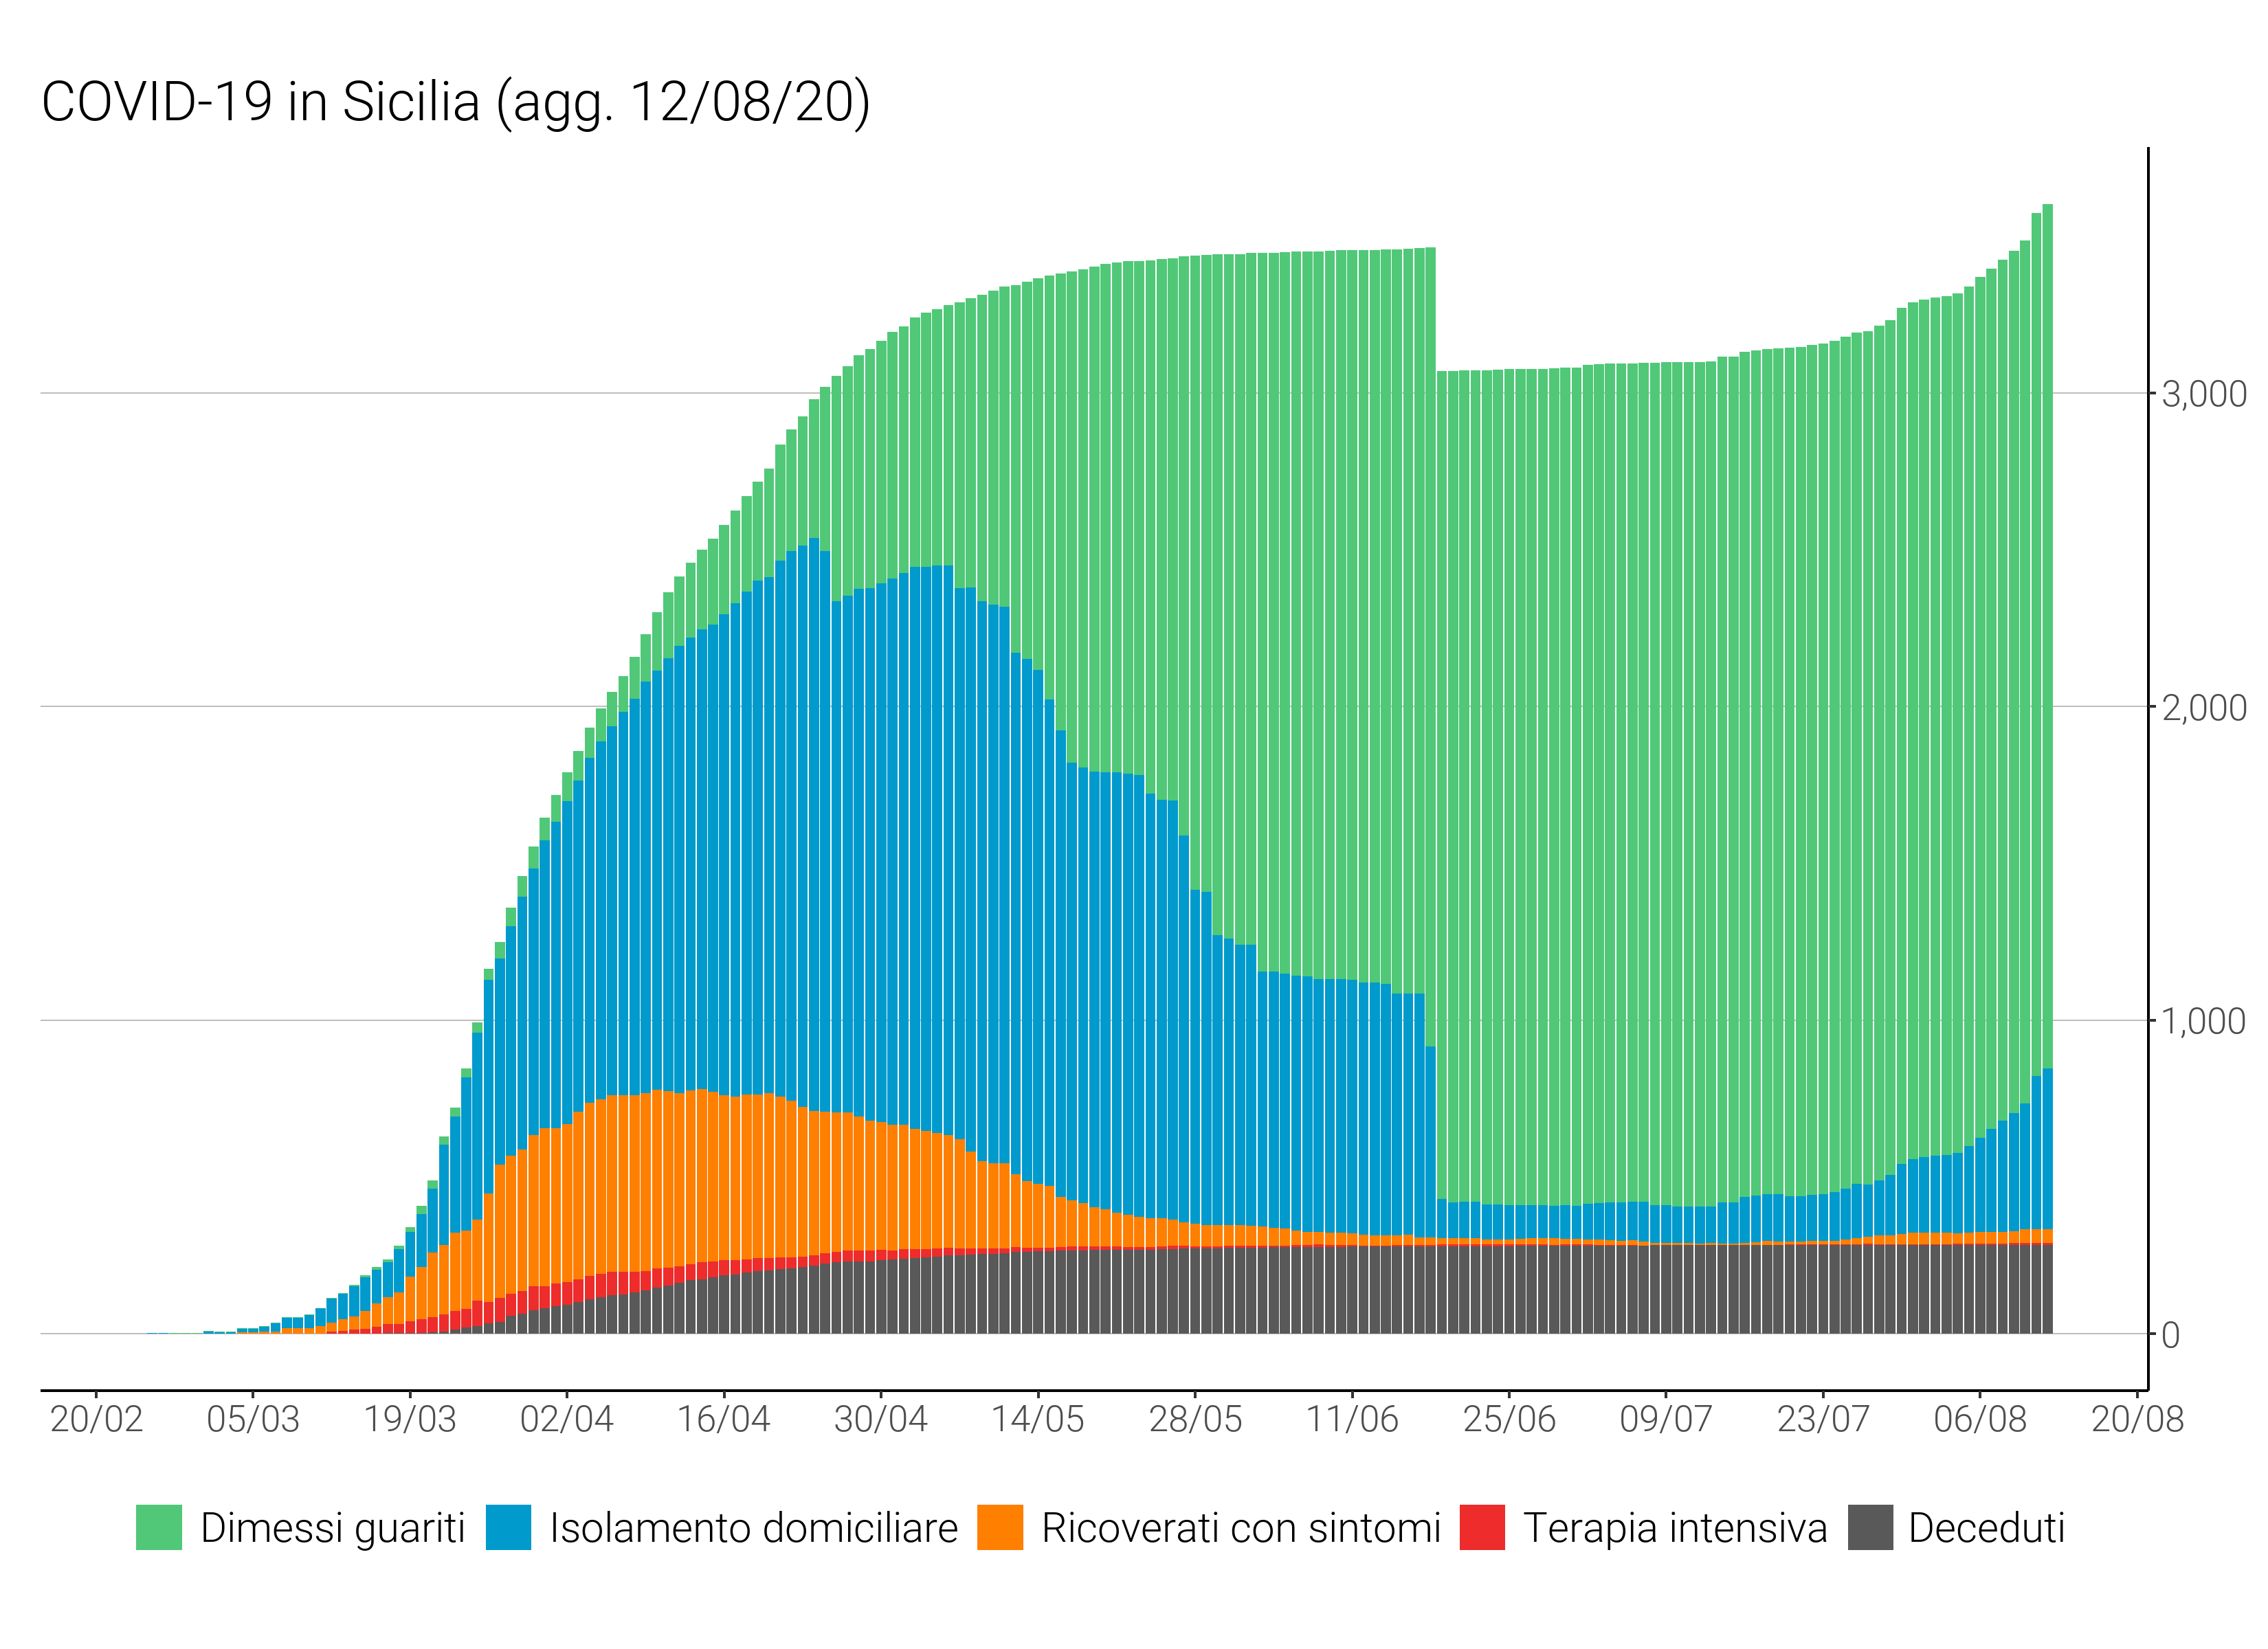 COVID-19 in Sicilia (agg. 12/08/20)
3,000
2,000
1,000
0
20/02 05/03 19/03 02/04 16/04 30/04 14/05 28/05 11/06 25/06 09/07 23/07 06/08 20/08
Dimessi guariti Isolamento domiciliare Ricoverati con sintomi Terapia intensiva Deceduti